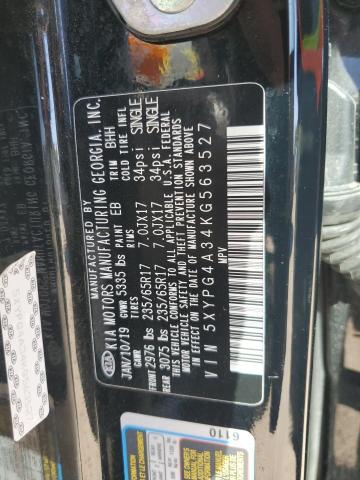 MANUFACTURED BY
KIA MOTORS MANUFACTURING GEORGIA, INC.
JAN/10/19 GVWR 5335 lbs PAINT EB TRIM BHH
GAWR TIRES RIMS COLD TIRE INFL
FRONT 2976 lbs 235/65R17 7.0JX17 34psi SINGLE
REAR 3075 lbs 235/65R17 7.0JX17 34psi SINGLE
THIS VEHICLE CONFORMS TO ALL APPLICABLE U.S. FEDERAL
MOTOR VEHICLE SAFETY AND THEFT PREVENTION STANDARDS
IN EFFECT ON THE DATE OF MANUFACTURE SHOWN ABOVE.
VIN 5XYPG4A34KG563527
MPV
6110